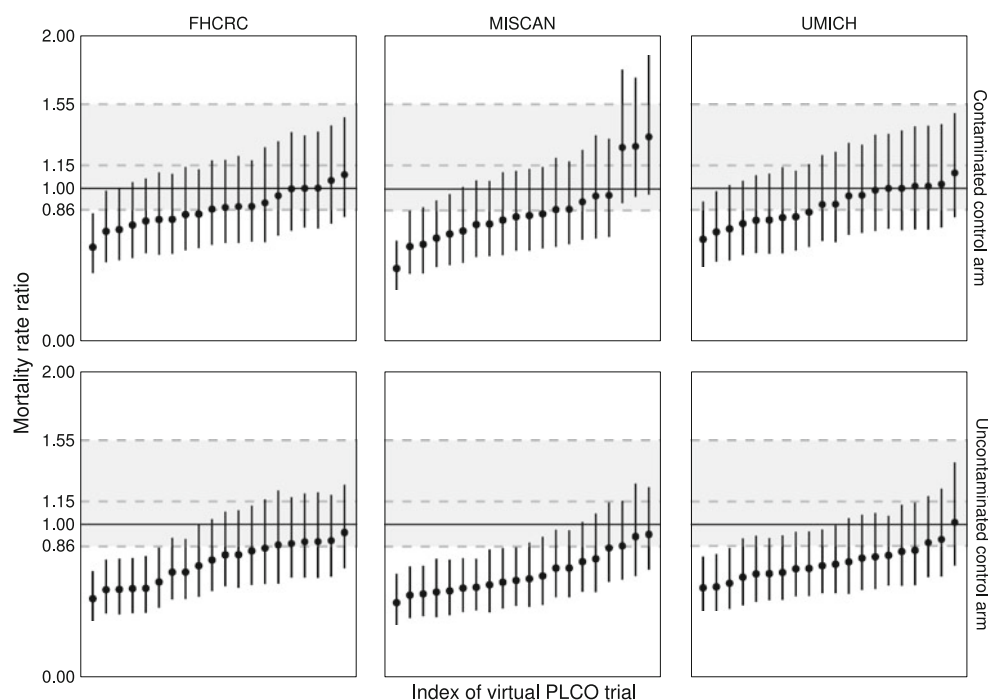 FHCRC MISCAN UMICH
2.00
1.55
1.15
1.00
0.86
0.00
Contaminated control arm
Mortality rate ratio
2.00
1.55
1.15
1.00
0.86
0.00
Uncontaminated control arm
Index of virtual PLCO trial